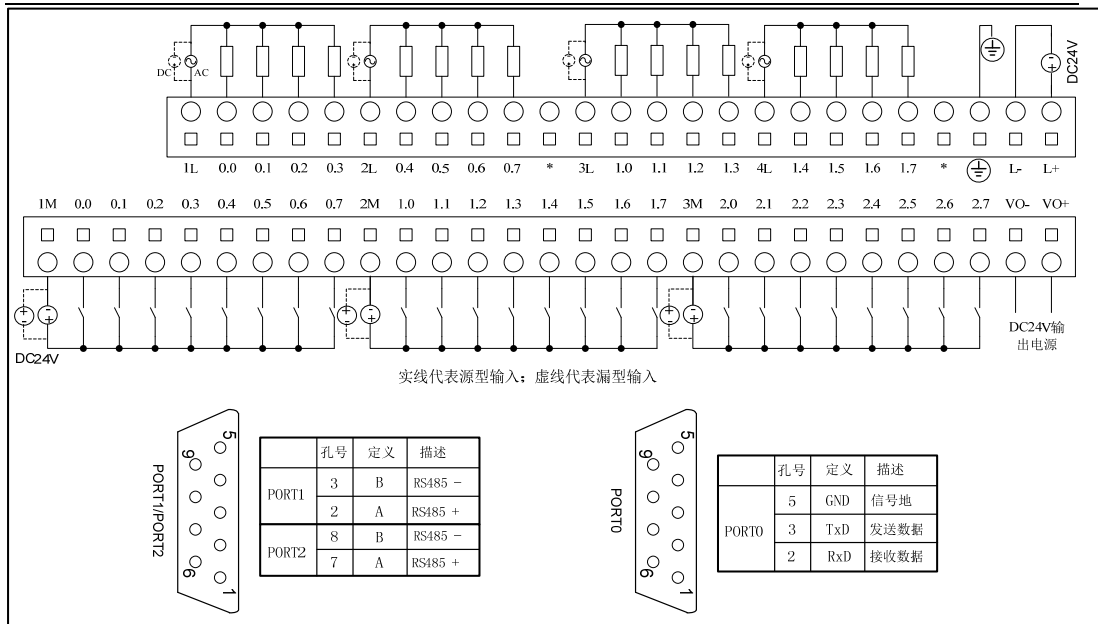 DC AC DC24V
1L 0.0 0.1 0.2 0.3 2L 0.4 0.5 0.6 0.7 * 3L 1.0 1.1 1.2 1.3 4L 1.4 1.5 1.6 1.7 * L- L+
1M 0.0 0.1 0.2 0.3 0.4 0.5 0.6 0.7 2M 1.0 1.1 1.2 1.3 1.4 1.5 1.6 1.7 3M 2.0 2.1 2.2 2.3 2.4 2.5 2.6 2.7 VO- VO+
DC24V
DC24V输
出电源
实线代表源型输入；虚线代表漏型输入
PORT1/PORT2
5
9
6
1
孔号 定义 描述
PORT1
3 B RS485 -
2 A RS485 +
PORT2
8 B RS485 -
7 A RS485 +
PORT0
5
9
6
1
孔号 定义 描述
PORT0
5 GND 信号地
3 TxD 发送数据
2 RxD 接收数据